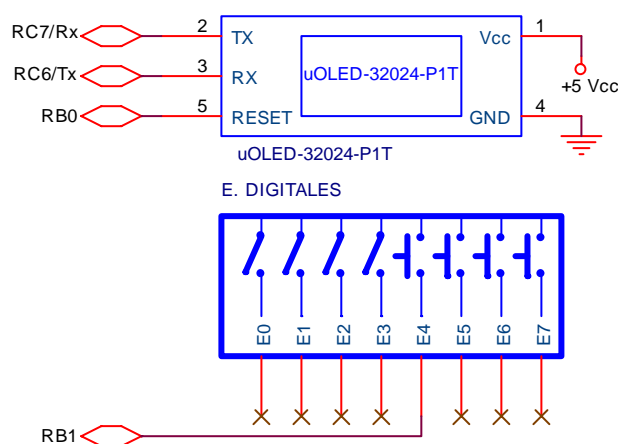 RC7/Rx 2 TX Vcc 1
RC6/Tx 3 RX uOLED-32024-P1T +5 Vcc
RB0 5 RESET GND 4
uOLED-32024-P1T
E. DIGITALES
E0 E1 E2 E3 E4 E5 E6 E7
RB1